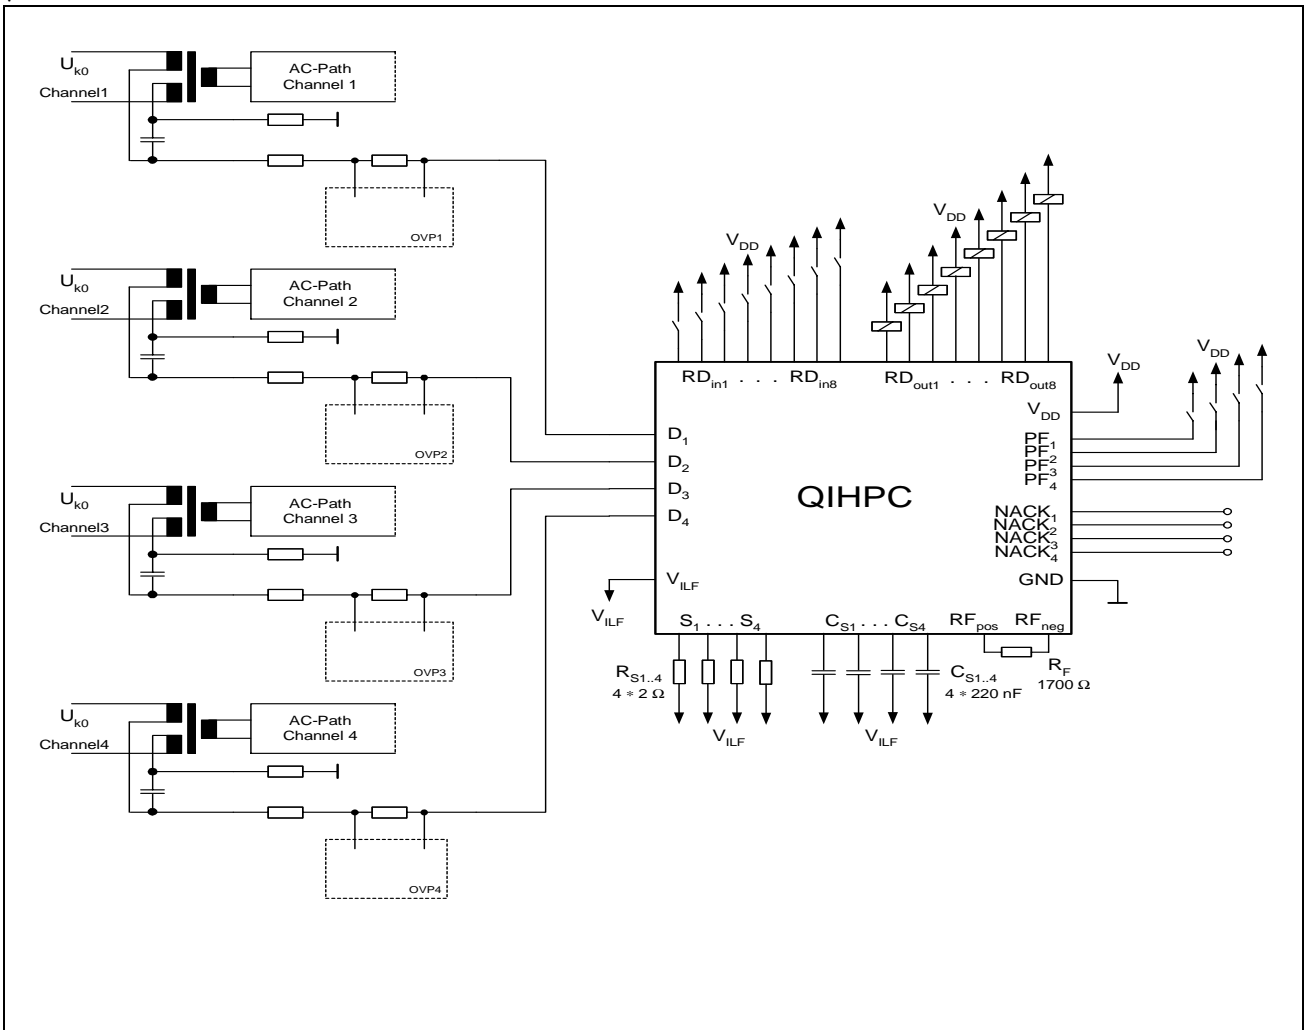 U_k0
Channel1
AC-Path
Channel 1
OVP1
U_k0
Channel2
AC-Path
Channel 2
OVP2
U_k0
Channel3
AC-Path
Channel 3
OVP3
U_k0
Channel4
AC-Path
Channel 4
OVP4
V_DD
V_DD
RD_in1 . . . RD_in8
RD_out1 . . . RD_out8
V_DD
V_DD
V_DD
D_1
D_2
D_3
D_4
QIHPC
PF_1
PF_2
PF_3
PF_4
NACK_1
NACK_2
NACK_3
NACK_4
V_ILF
GND
V_ILF
S_1 . . . S_4
C_S1 . . . C_S4
RF_pos
RF_neg
R_S1..4
4 * 2 Ω
C_S1..4
4 * 220 nF
R_F
1700 Ω
V_ILF
V_ILF